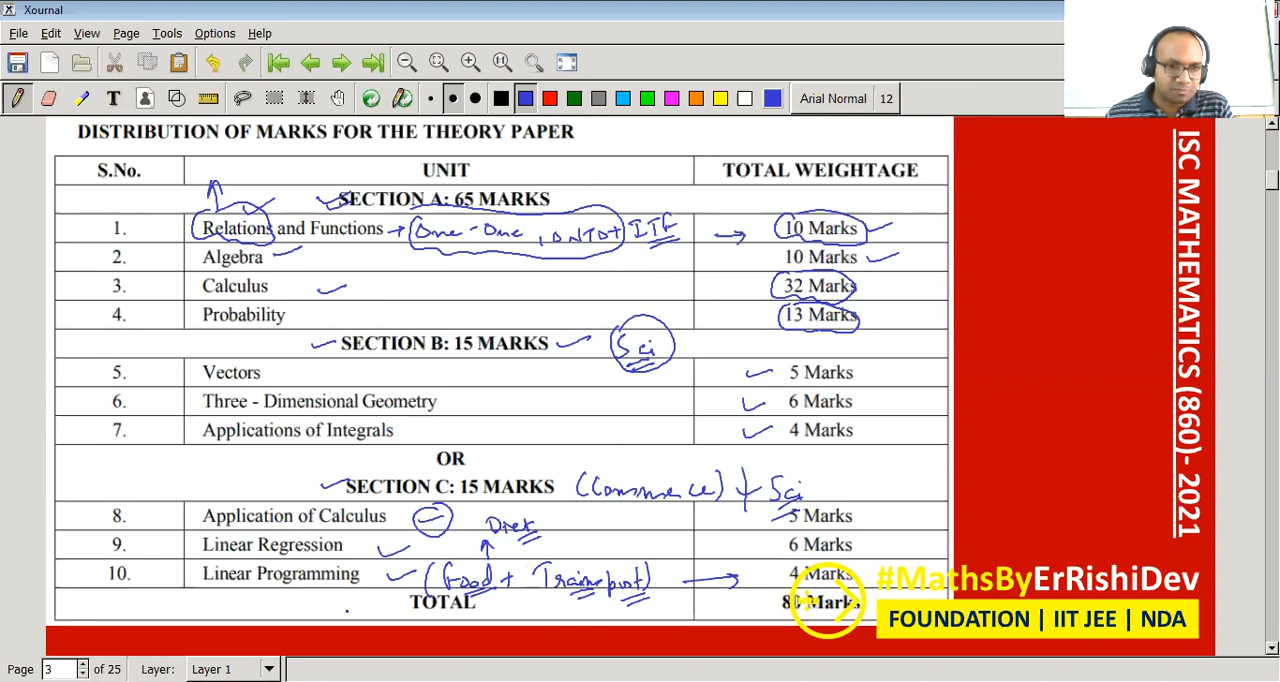 Xournal
File Edit View Page Tools Options Help
T Arial Normal 12
DISTRIBUTION OF MARKS FOR THE THEORY PAPER
S.No. UNIT TOTAL WEIGHTAGE
SECTION A: 65 MARKS
1. Relations and Functions One-One, ONTO + ITF 10 Marks
2. Algebra 10 Marks
3. Calculus 32 Marks
4. Probability 13 Marks
SECTION B: 15 MARKS Sci
5. Vectors 5 Marks
6. Three - Dimensional Geometry 6 Marks
7. Applications of Integrals 4 Marks
OR
SECTION C: 15 MARKS (Commerce) + Sci
8. Application of Calculus 5 Marks
Diet
9. Linear Regression 6 Marks
10. Linear Programming (Food + Transport) 4 Marks
TOTAL 80 Marks
ISC MATHEMATICS (860)- 2021
#MathsByErRishiDev
FOUNDATION | IIT JEE | NDA
Page 3 of 25 Layer: Layer 1